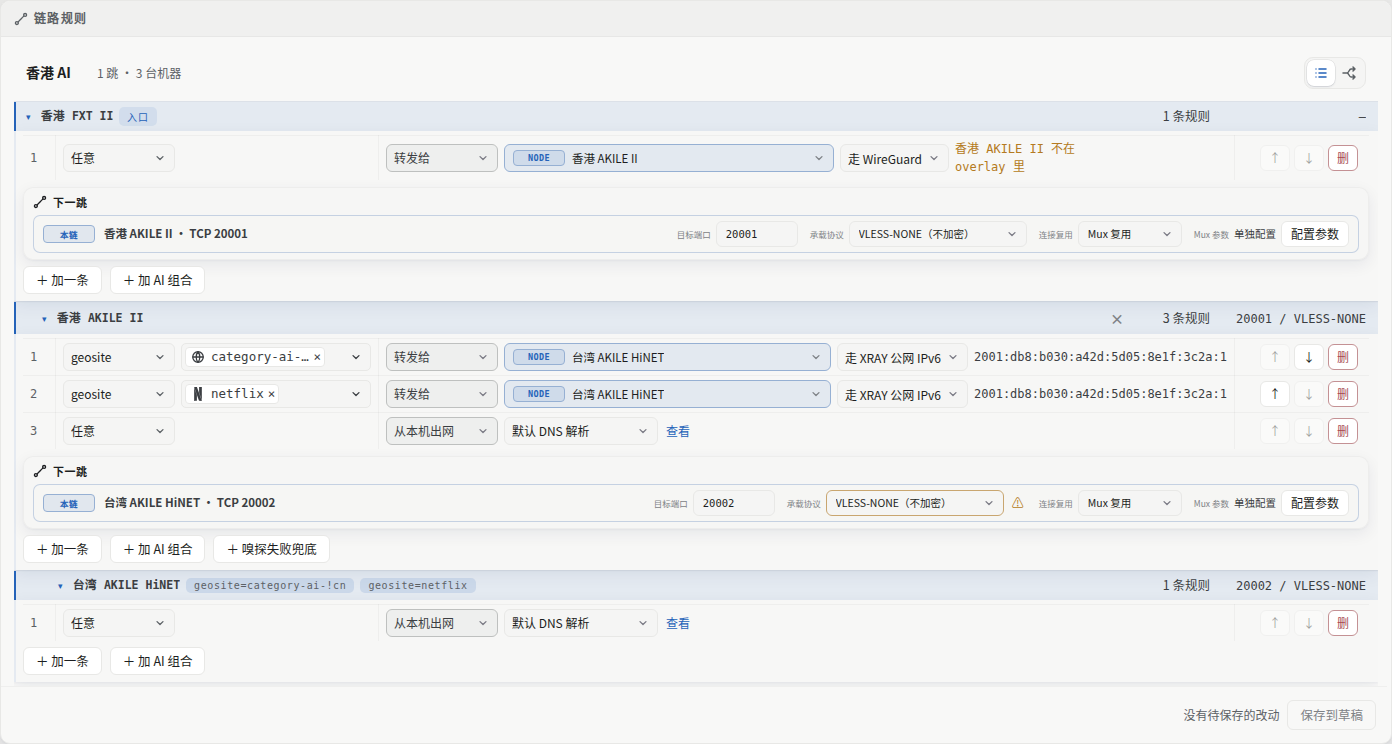 链路规则
香港 AI 1 跳 · 3 台机器
▾ 香港 FXT II 入口 1 条规则 —
1 任意 转发给 NODE 香港 AKILE II 走 WireGuard 香港 AKILE II 不在
overlay 里 ↑ ↓ 删
下一跳
本链 香港 AKILE II · TCP 20001 目标端口 20001 承载协议 VLESS-NONE（不加密） 连接复用 Mux 复用 Mux 参数 单独配置 配置参数
＋ 加一条 ＋ 加 AI 组合
▾ 香港 AKILE II × 3 条规则 20001 / VLESS-NONE
1 geosite category-ai-… × 转发给 NODE 台湾 AKILE HiNET 走 XRAY 公网 IPv6 2001:db8:b030:a42d:5d05:8e1f:3c2a:1 ↑ ↓ 删
2 geosite netflix × 转发给 NODE 台湾 AKILE HiNET 走 XRAY 公网 IPv6 2001:db8:b030:a42d:5d05:8e1f:3c2a:1 ↑ ↓ 删
3 任意 从本机出网 默认 DNS 解析 查看 ↑ ↓ 删
下一跳
本链 台湾 AKILE HiNET · TCP 20002 目标端口 20002 承载协议 VLESS-NONE（不加密） 连接复用 Mux 复用 Mux 参数 单独配置 配置参数
＋ 加一条 ＋ 加 AI 组合 ＋ 嗅探失败兜底
▾ 台湾 AKILE HiNET geosite=category-ai-!cn geosite=netflix 1 条规则 20002 / VLESS-NONE
1 任意 从本机出网 默认 DNS 解析 查看 ↑ ↓ 删
＋ 加一条 ＋ 加 AI 组合
没有待保存的改动 保存到草稿